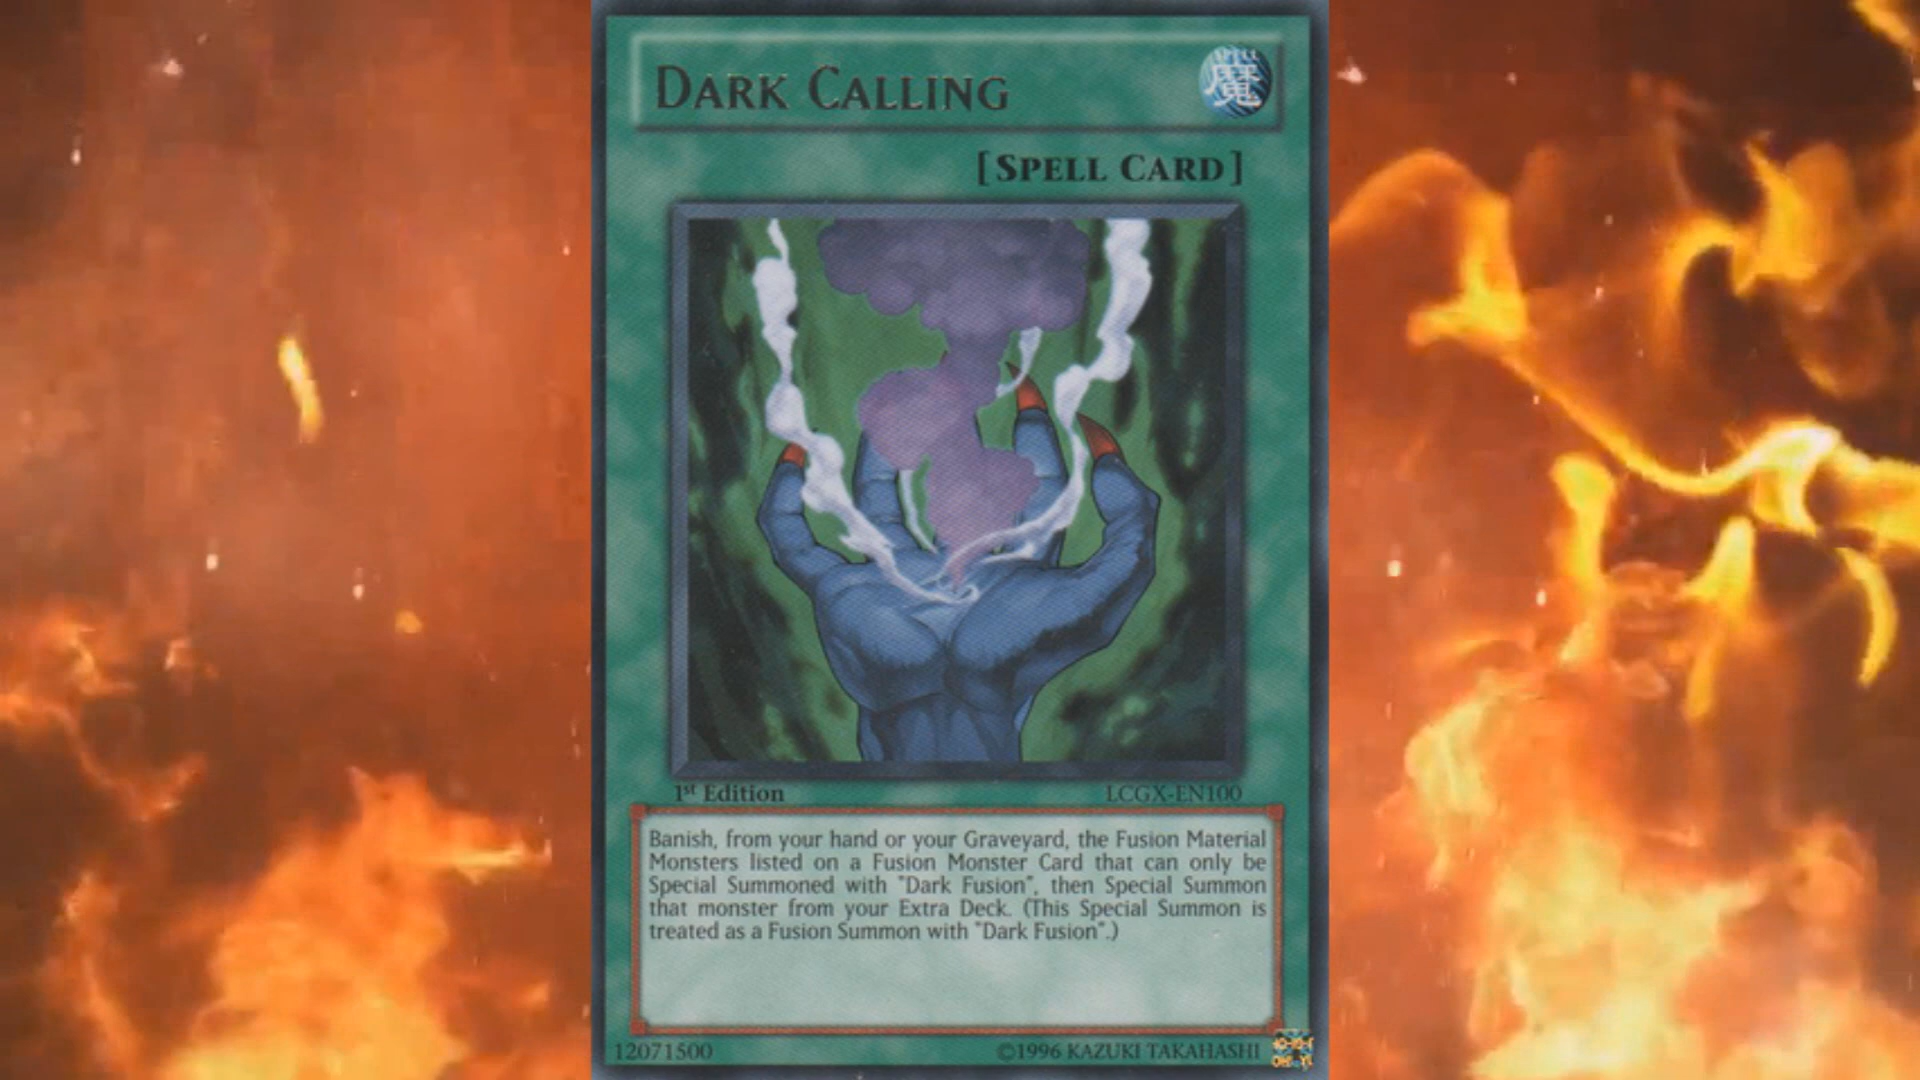 DARK CALLING
魔
[SPELL CARD]
1st Edition
LCGX-EN100
Banish, from your hand or your Graveyard, the Fusion Material
Monsters listed on a Fusion Monster Card that can only be
Special Summoned with "Dark Fusion", then Special Summon
that monster from your Extra Deck. (This Special Summon is
treated as a Fusion Summon with "Dark Fusion".)
12071500
©1996 KAZUKI TAKAHASHI